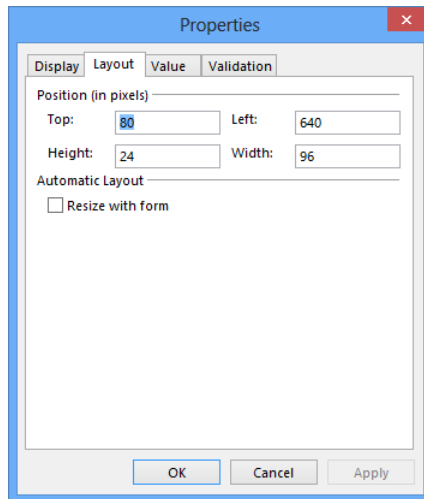 Properties
Display Layout Value Validation
Position (in pixels)
Top: 80 Left: 640
Height: 24 Width: 96
Automatic Layout
Resize with form
OK Cancel Apply